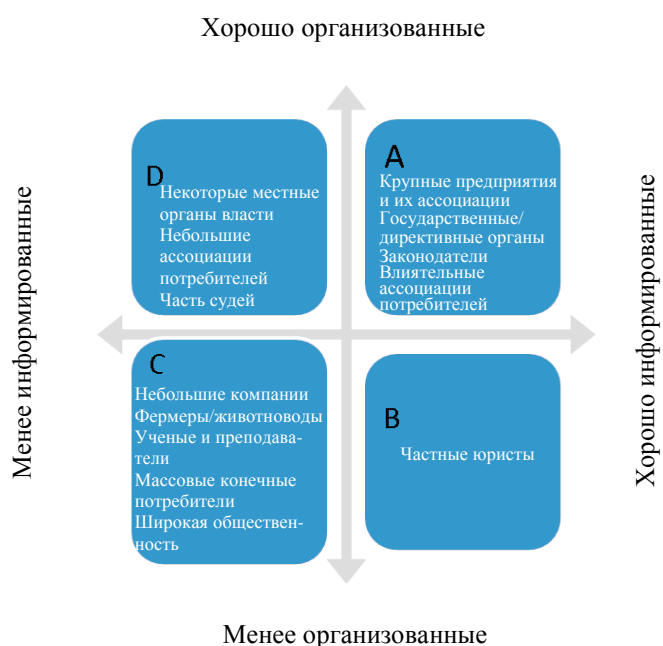 Хорошо организованные
D
Некоторые местные
органы власти
Небольшие
ассоциации
потребителей
Часть судей
A
Крупные предприятия
и их ассоциации
Государственные/
директивные органы
Законодатели
Влиятельные
ассоциации
потребителей
Менее информированные
Хорошо информированные
C
Небольшие компании
Фермеры/животноводы
Ученые и преподава-
тели
Массовые конечные
потребители
Широкая обществен-
ность
B
Частные юристы
Менее организованные